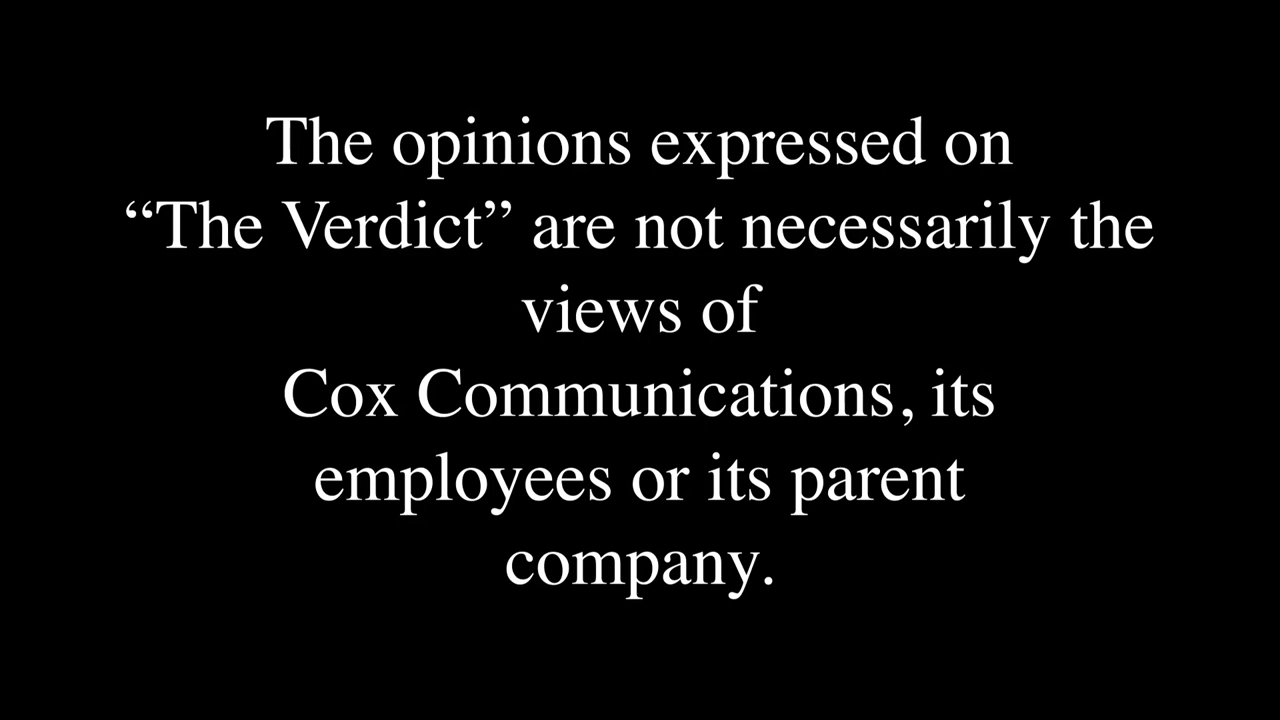 The opinions expressed on
“The Verdict” are not necessarily the
views of
Cox Communications, its
employees or its parent
company.